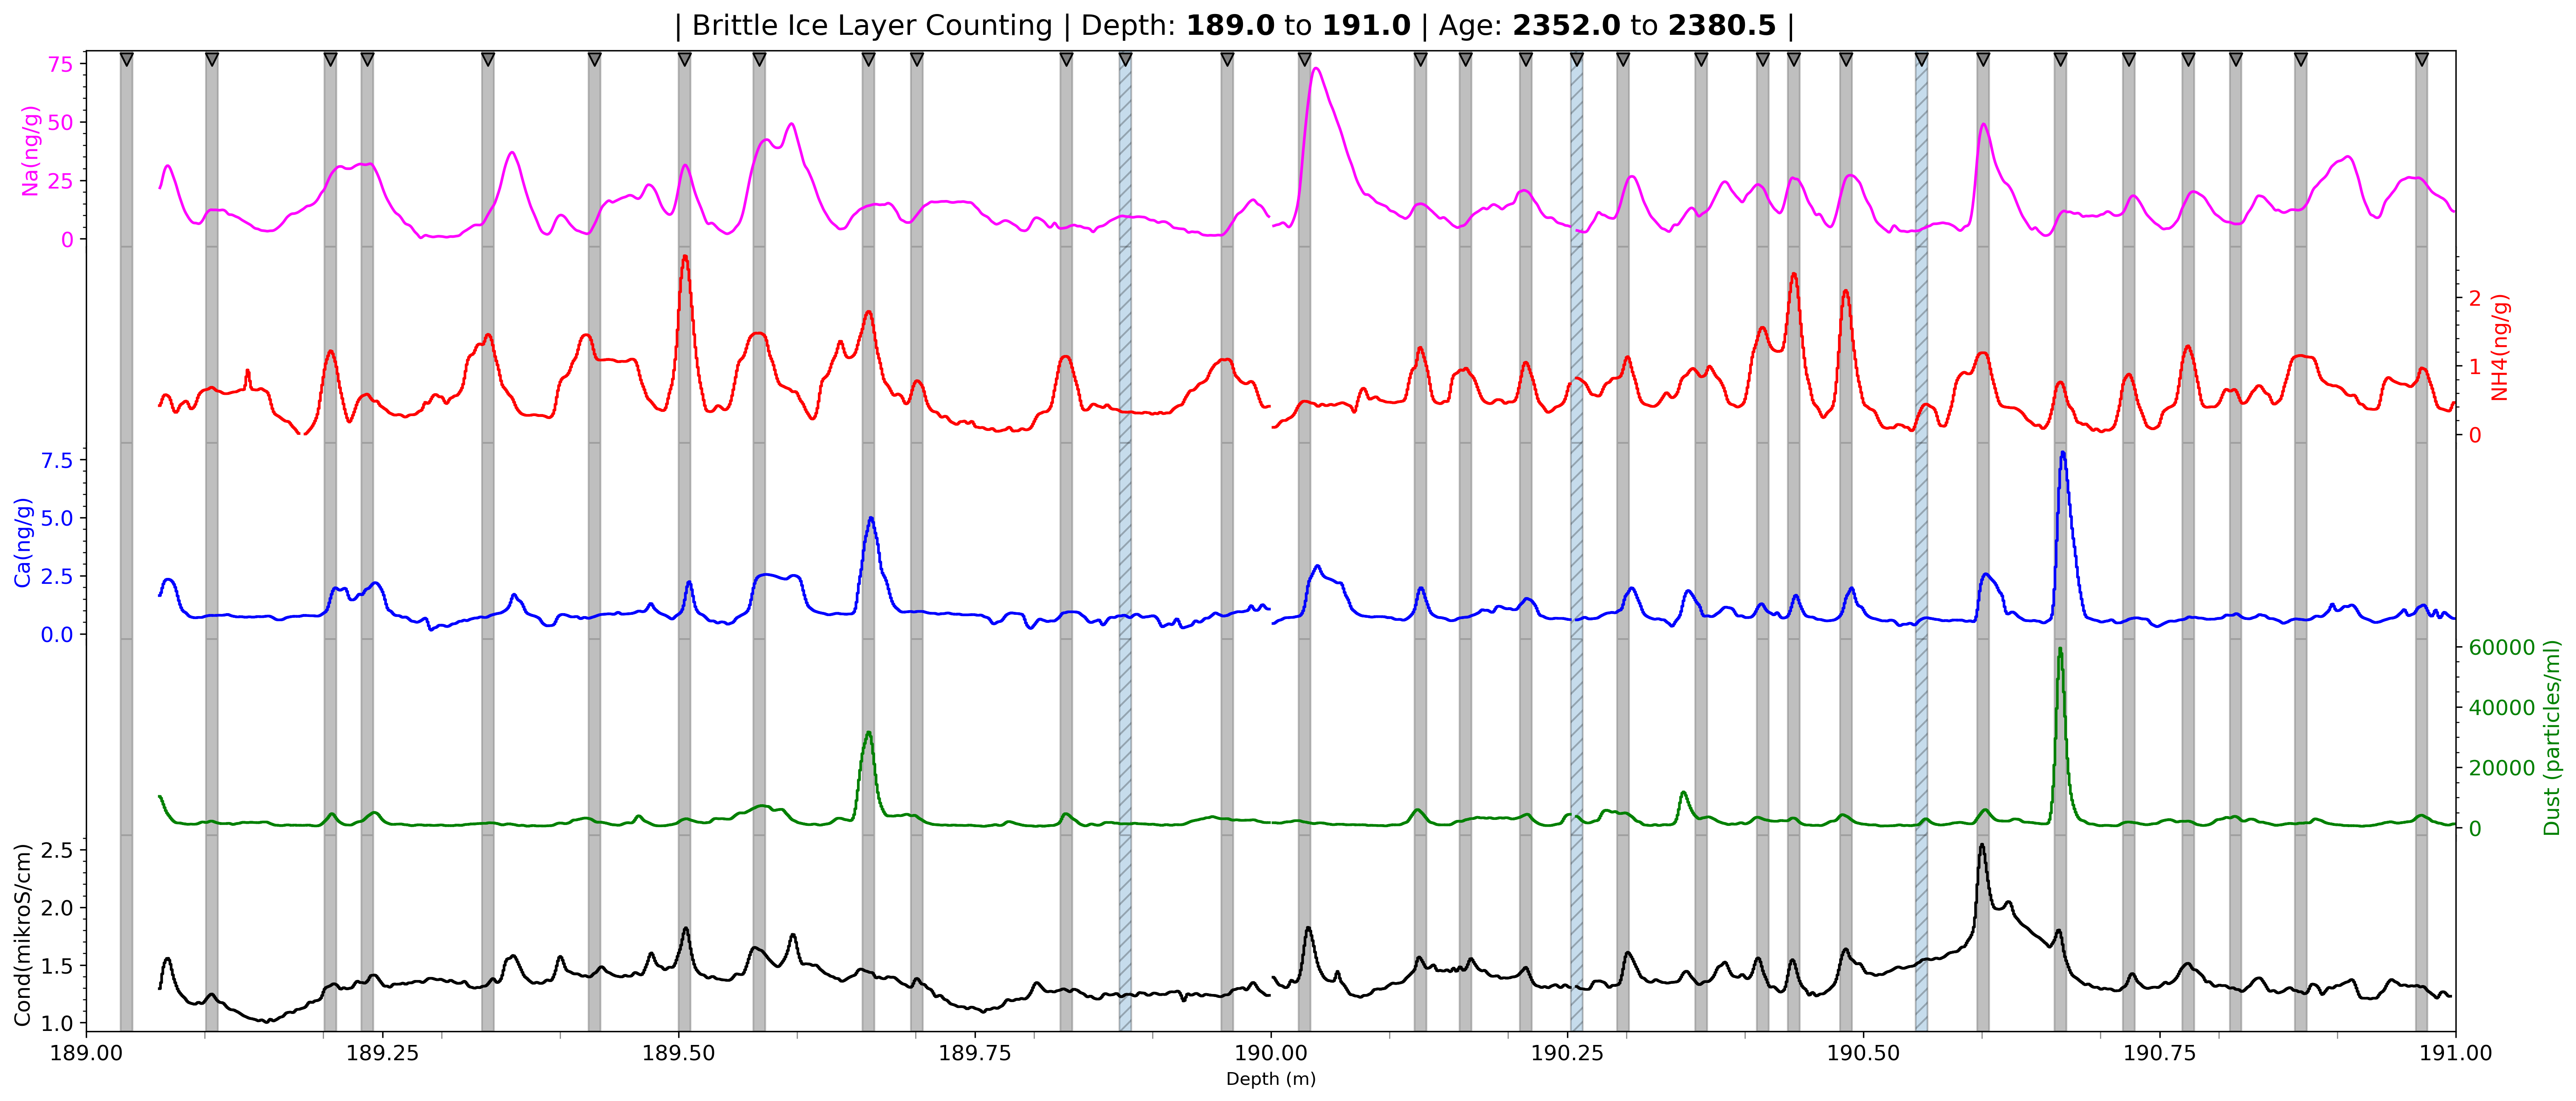 | Brittle Ice Layer Counting | Depth: 189.0 to 191.0 | Age: 2352.0 to 2380.5 |
Na(ng/g)
75
50
25
0
NH4(ng/g)
2
1
0
Ca(ng/g)
7.5
5.0
2.5
0.0
Dust (particles/ml)
60000
40000
20000
0
Cond(mikroS/cm)
2.5
2.0
1.5
1.0
189.00 189.25 189.50 189.75 190.00 190.25 190.50 190.75 191.00
Depth (m)